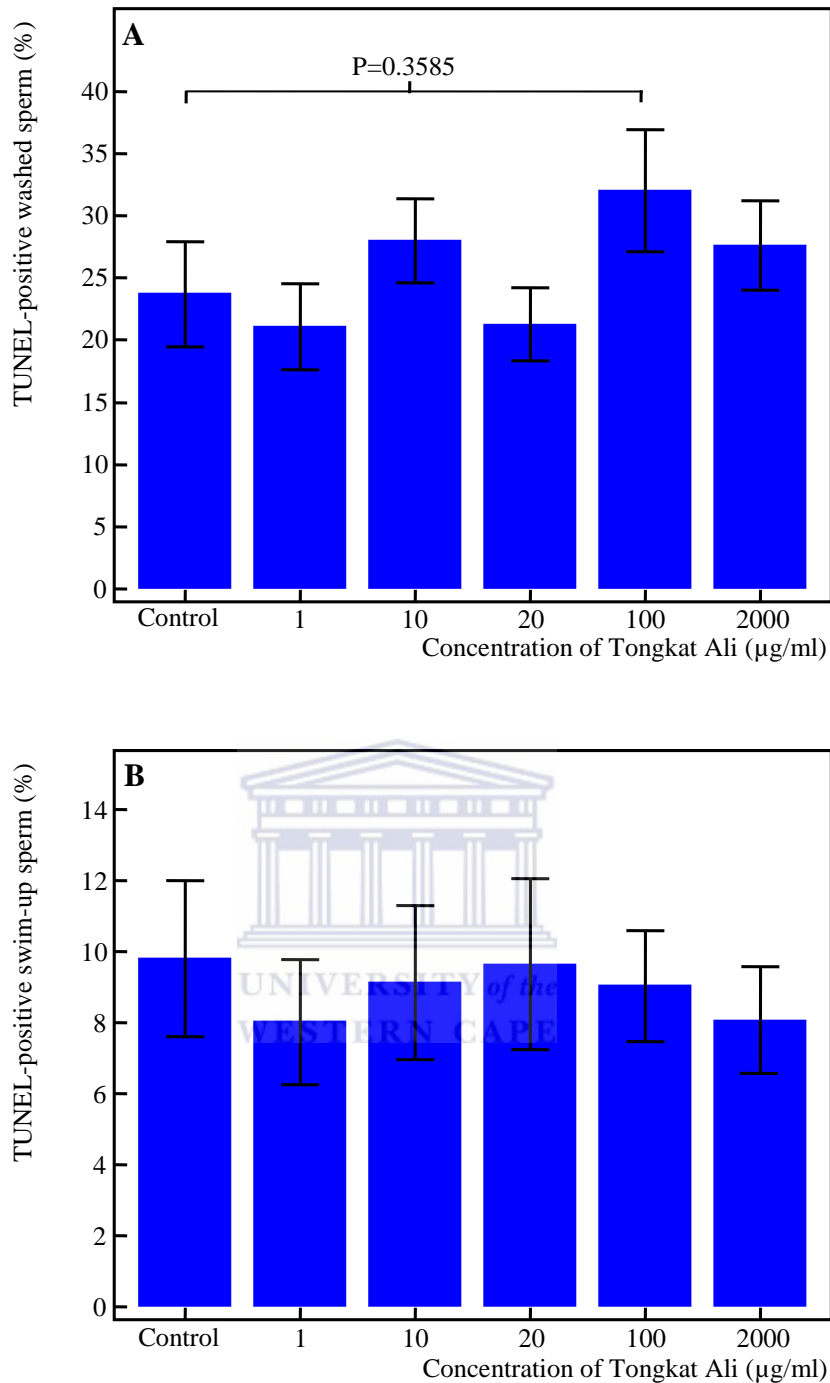 A
P=0.3585
TUNEL-positive washed sperm (%)
40
35
30
25
20
15
10
5
0
Control 1 10 20 100 2000
Concentration of Tongkat Ali (µg/ml)
B
TUNEL-positive swim-up sperm (%)
14
12
10
8
6
4
2
0
UNIVERSITY of the
WESTERN CAPE
Control 1 10 20 100 2000
Concentration of Tongkat Ali (µg/ml)